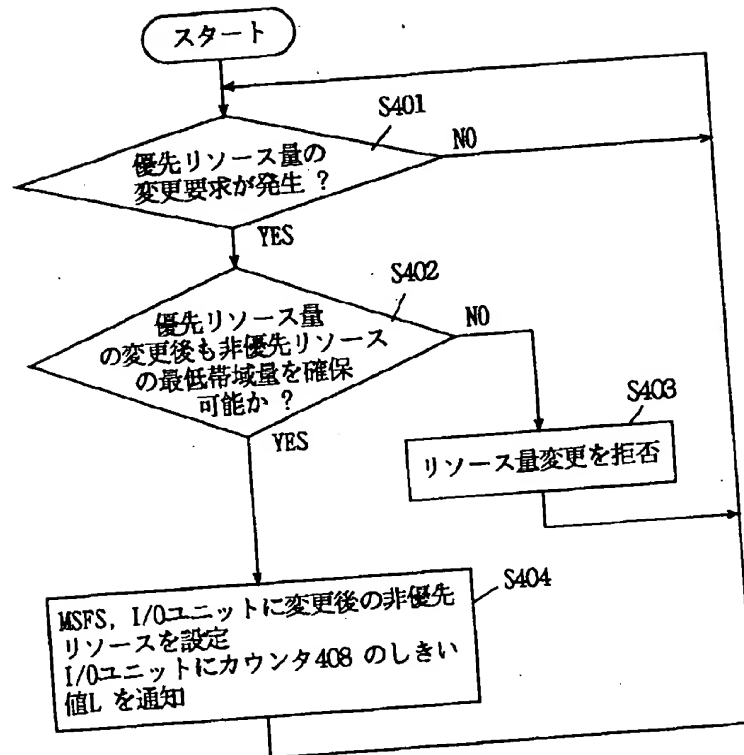 スタート
S401
優先リソース量の
変更要求が発生 ?
NO
YES
S402
優先リソース量
の変更後も非優先リソース
の最低帯域量を確保
可能か ?
NO
YES
S403
リソース量変更を拒否
S404
MSFS, I/Oユニットに変更後の非優先
リソースを設定
I/Oユニットにカウンタ408 のしきい
値L を通知